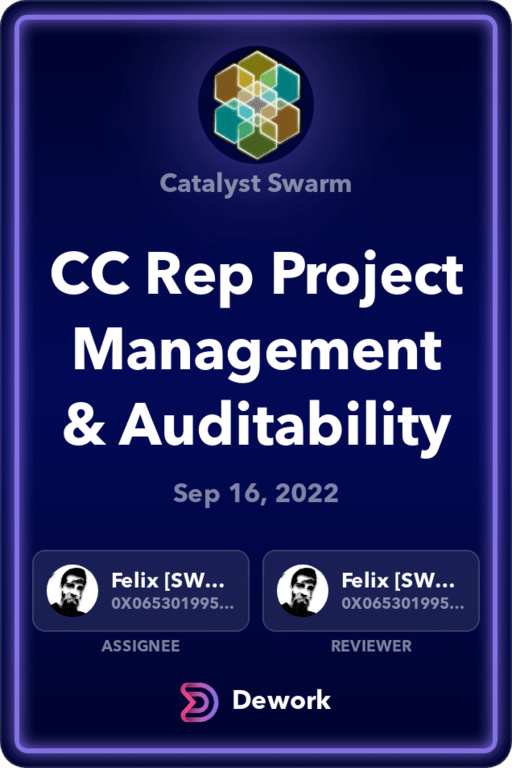 Catalyst Swarm
CC Rep Project
Management
& Auditability
Sep 16, 2022
Felix [SW...
0X065301995...
ASSIGNEE
Felix [SW...
0X065301995...
REVIEWER
Dework